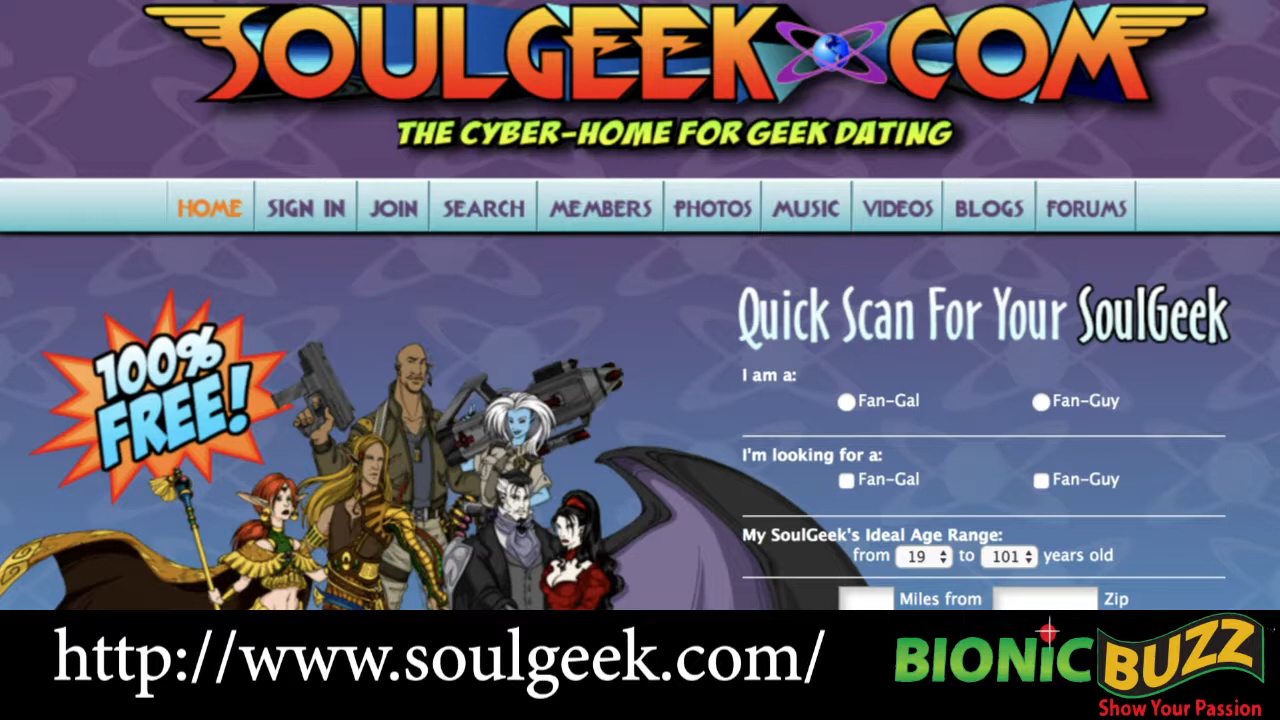 SOULGEEK COM
THE CYBER-HOME FOR GEEK DATING
HOME SIGN IN JOIN SEARCH MEMBERS PHOTOS MUSIC VIDEOS BLOGS FORUMS
100% FREE!
Quick Scan For Your SoulGeek
I am a:
Fan-Gal Fan-Guy
I'm looking for a:
Fan-Gal Fan-Guy
My SoulGeek's Ideal Age Range:
from 19 to 101 years old
Miles from Zip
http://www.soulgeek.com/
BIONIC BUZZ
Show Your Passion